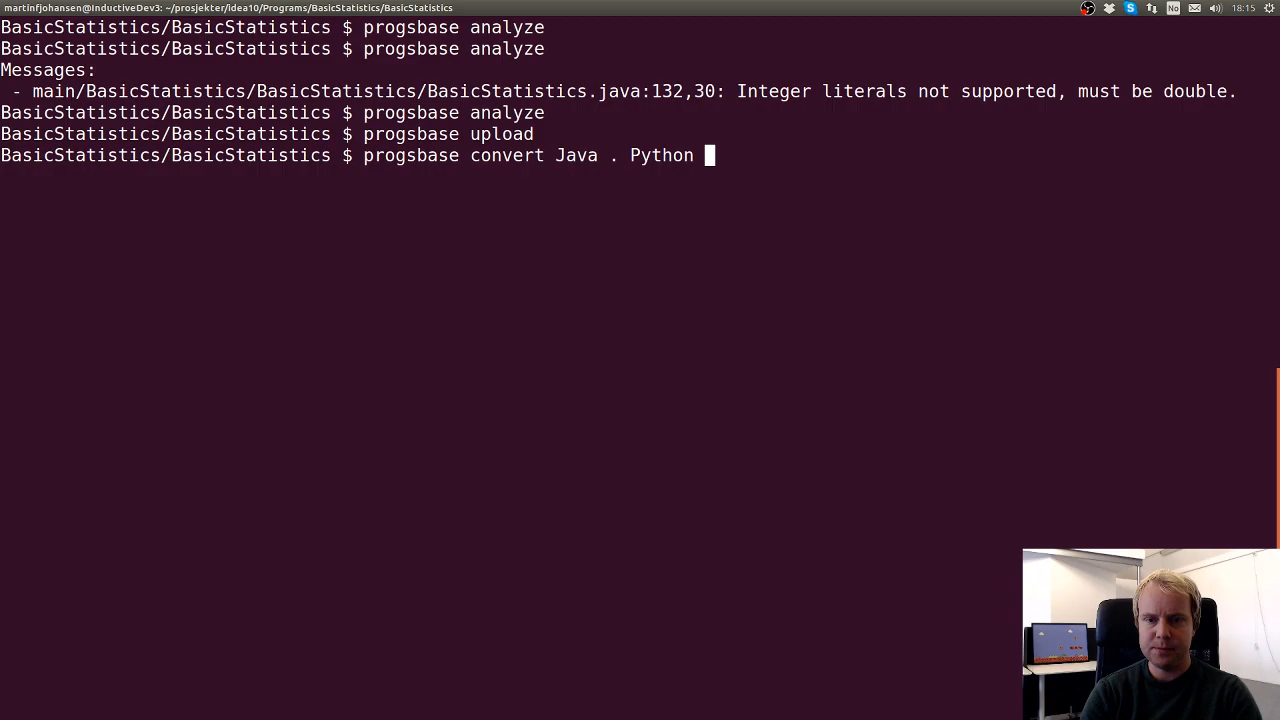 martinfjohansen@InductiveDev3: ~/prosjekter/idea10/Programs/BasicStatistics/BasicStatistics
No
18:15
BasicStatistics/BasicStatistics $ progsbase analyze
BasicStatistics/BasicStatistics $ progsbase analyze
Messages:
- main/BasicStatistics/BasicStatistics/BasicStatistics.java:132,30: Integer literals not supported, must be double.
BasicStatistics/BasicStatistics $ progsbase analyze
BasicStatistics/BasicStatistics $ progsbase upload
BasicStatistics/BasicStatistics $ progsbase convert Java . Python